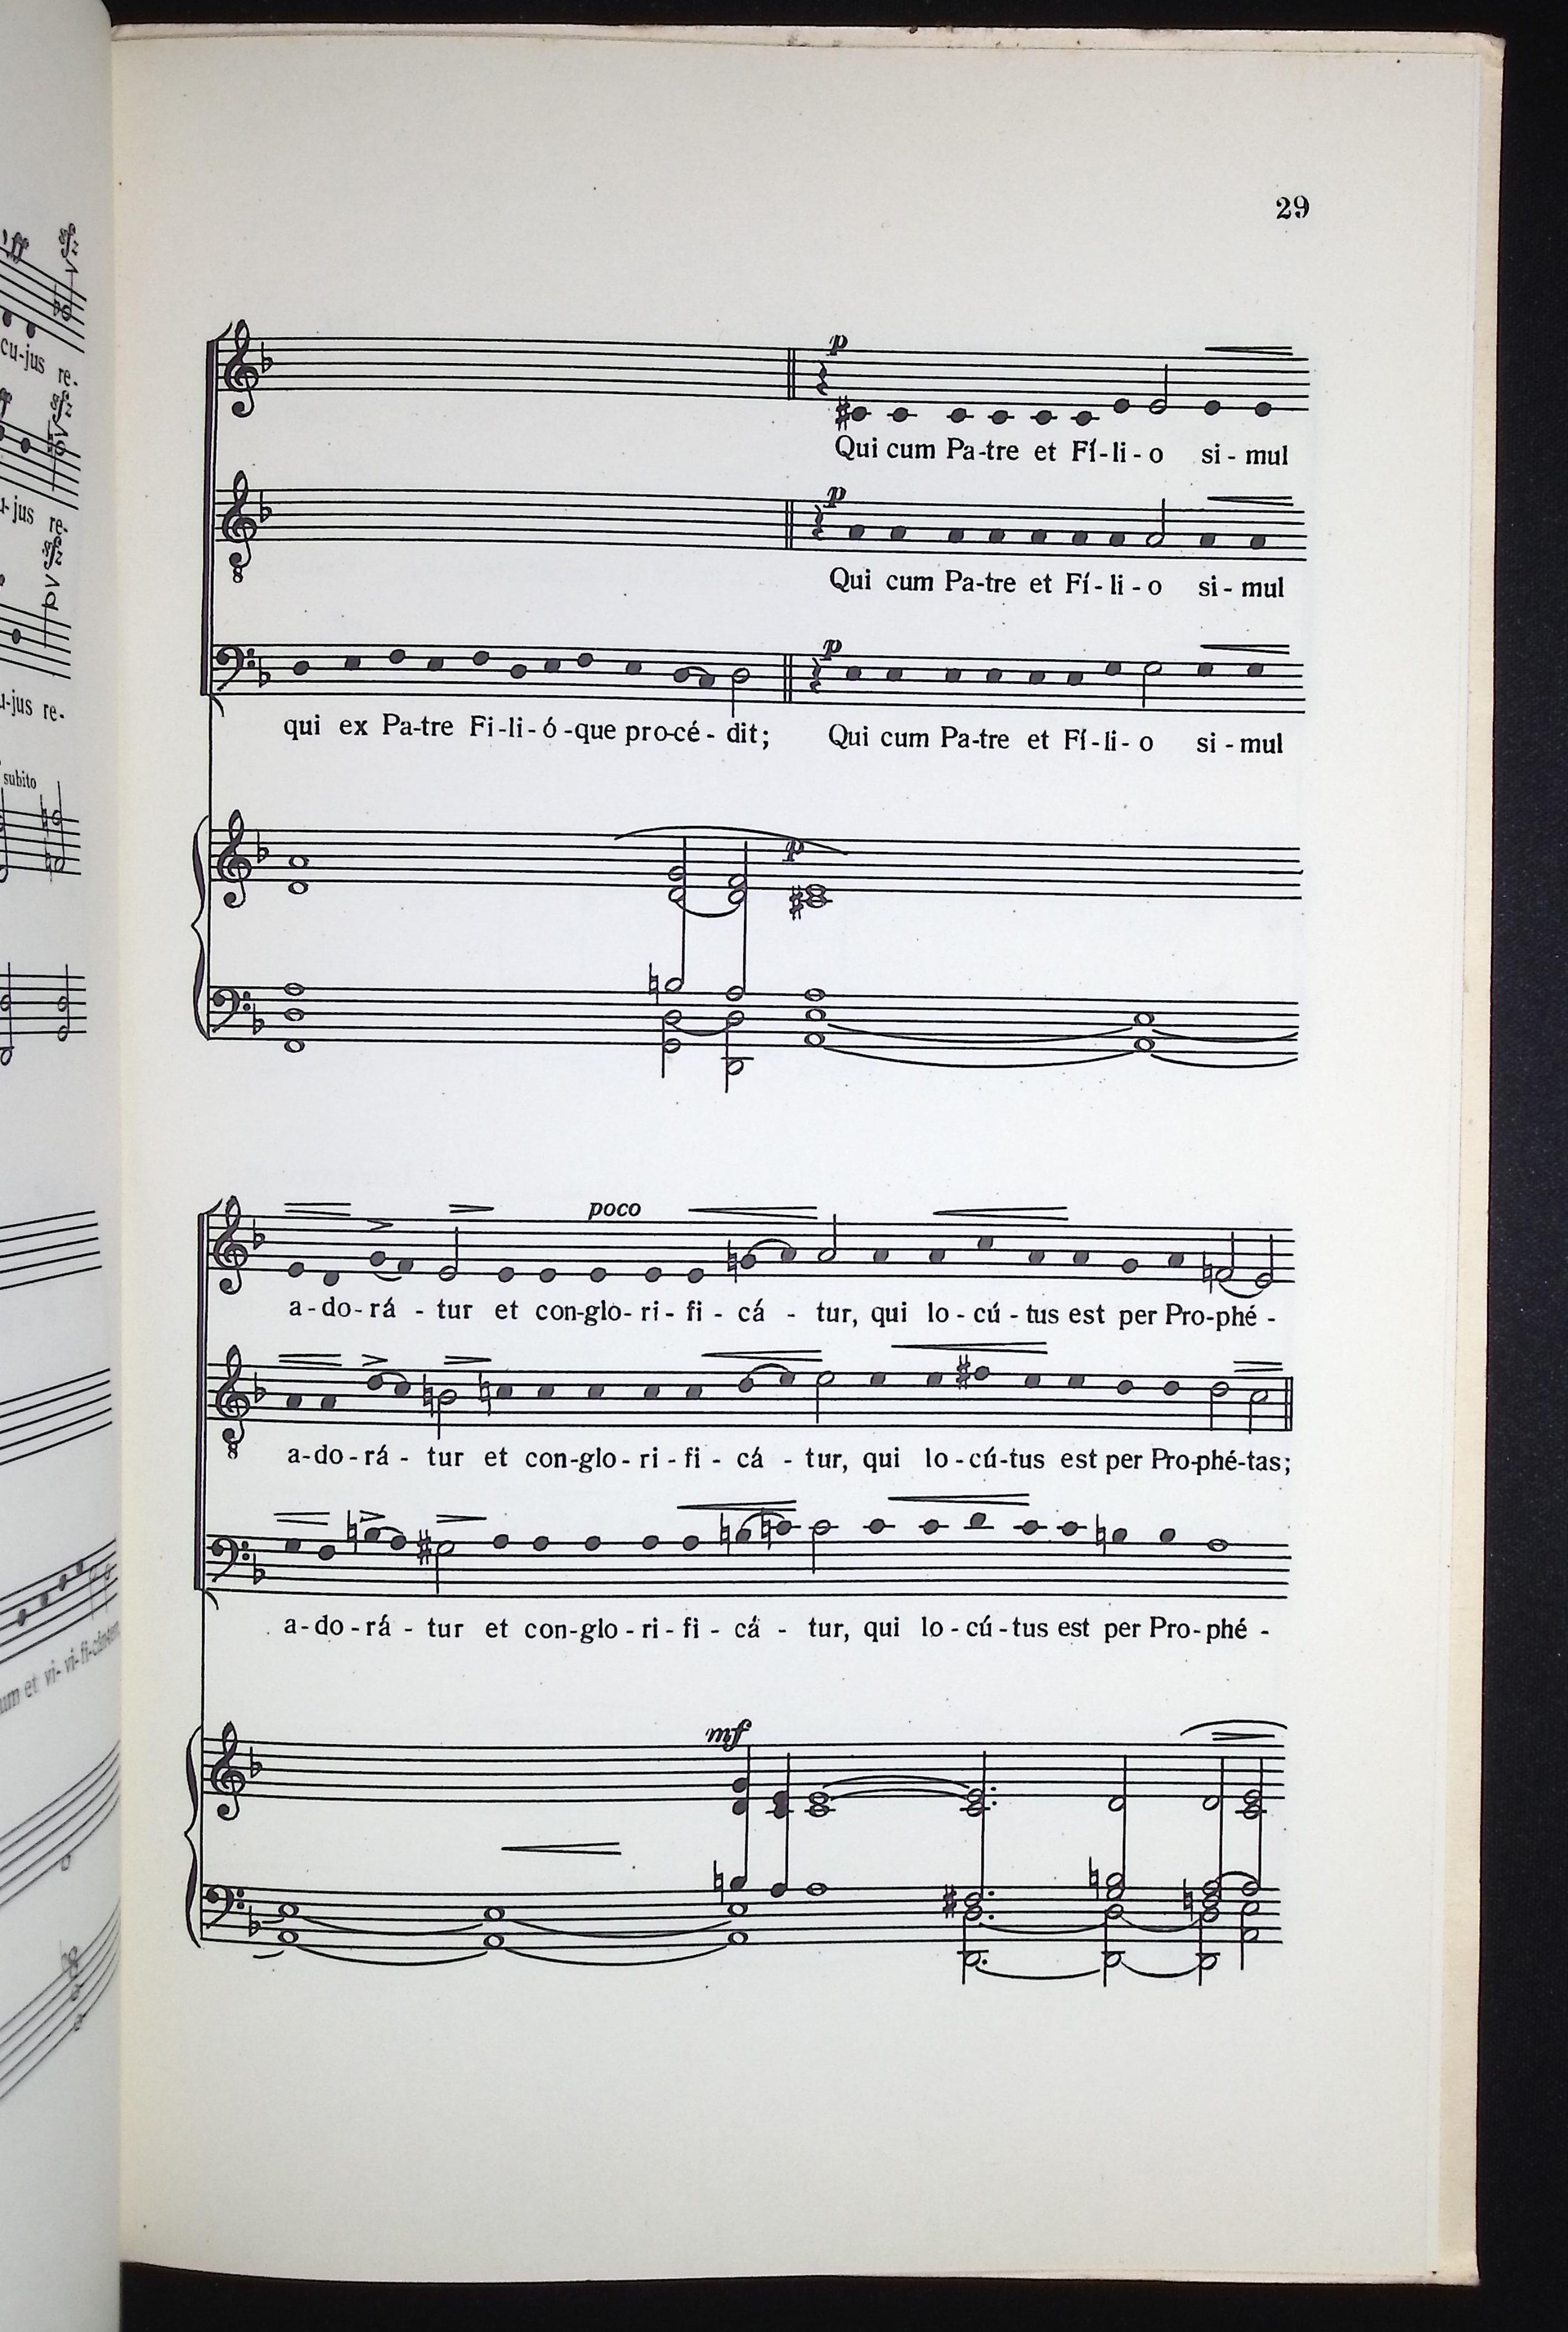 29
p
Qui cum Pa-tre et Fí-li-o si-mul
p
Qui cum Pa-tre et Fí-li-o si-mul
p
qui ex Pa-tre Fi-li-ó-que pro-cé-dit; Qui cum Pa-tre et Fí-li-o si-mul
p
poco
a-do-rá-tur et con-glo-ri-fi-cá-tur, qui lo-cú-tus est per Pro-phé-
a-do-rá-tur et con-glo-ri-fi-cá-tur, qui lo-cú-tus est per Pro-phé-tas;
a-do-rá-tur et con-glo-ri-fi-cá-tur, qui lo-cú-tus est per Pro-phé-
mf
ff sfz
cu-jus re-
sfz
u-jus re-
sfz
u-jus re-
subito
um et vi-vi-fi-cántem